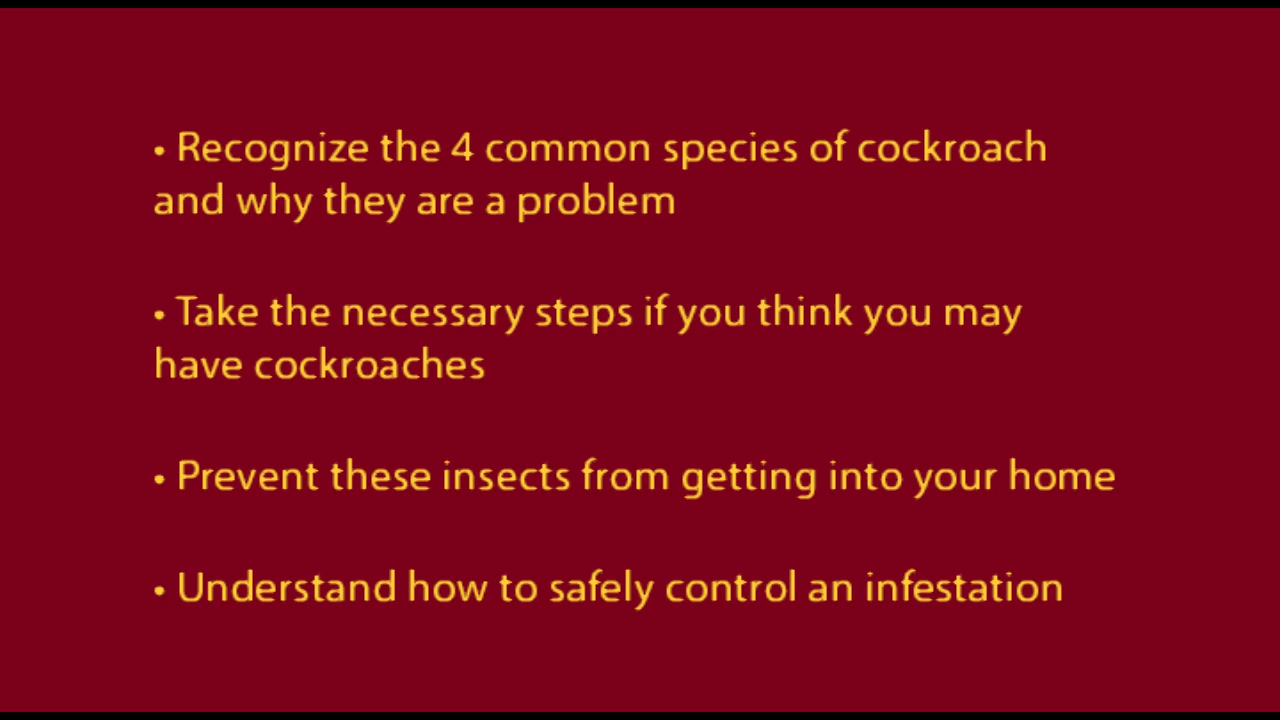 • Recognize the 4 common species of cockroach
and why they are a problem
• Take the necessary steps if you think you may
have cockroaches
• Prevent these insects from getting into your home
• Understand how to safely control an infestation